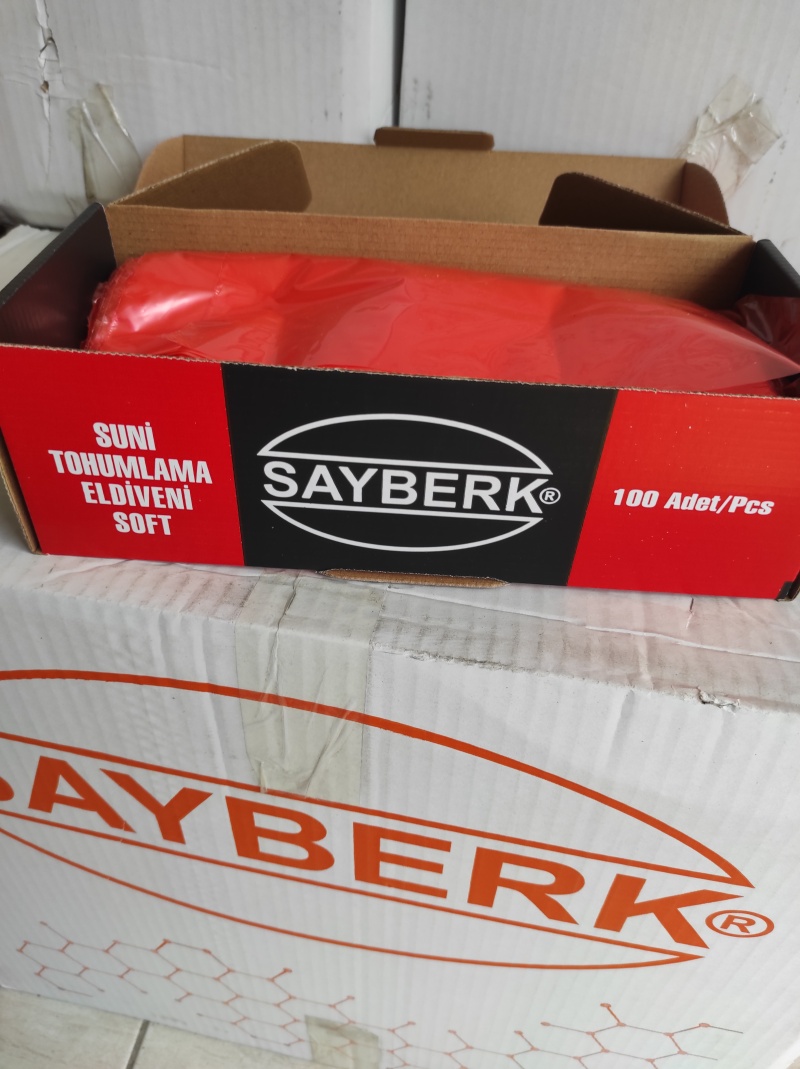 SUNİ
TOHUMLAMA
ELDİVENİ
SOFT
SAYBERK®
100 Adet/Pcs
SAYBERK®